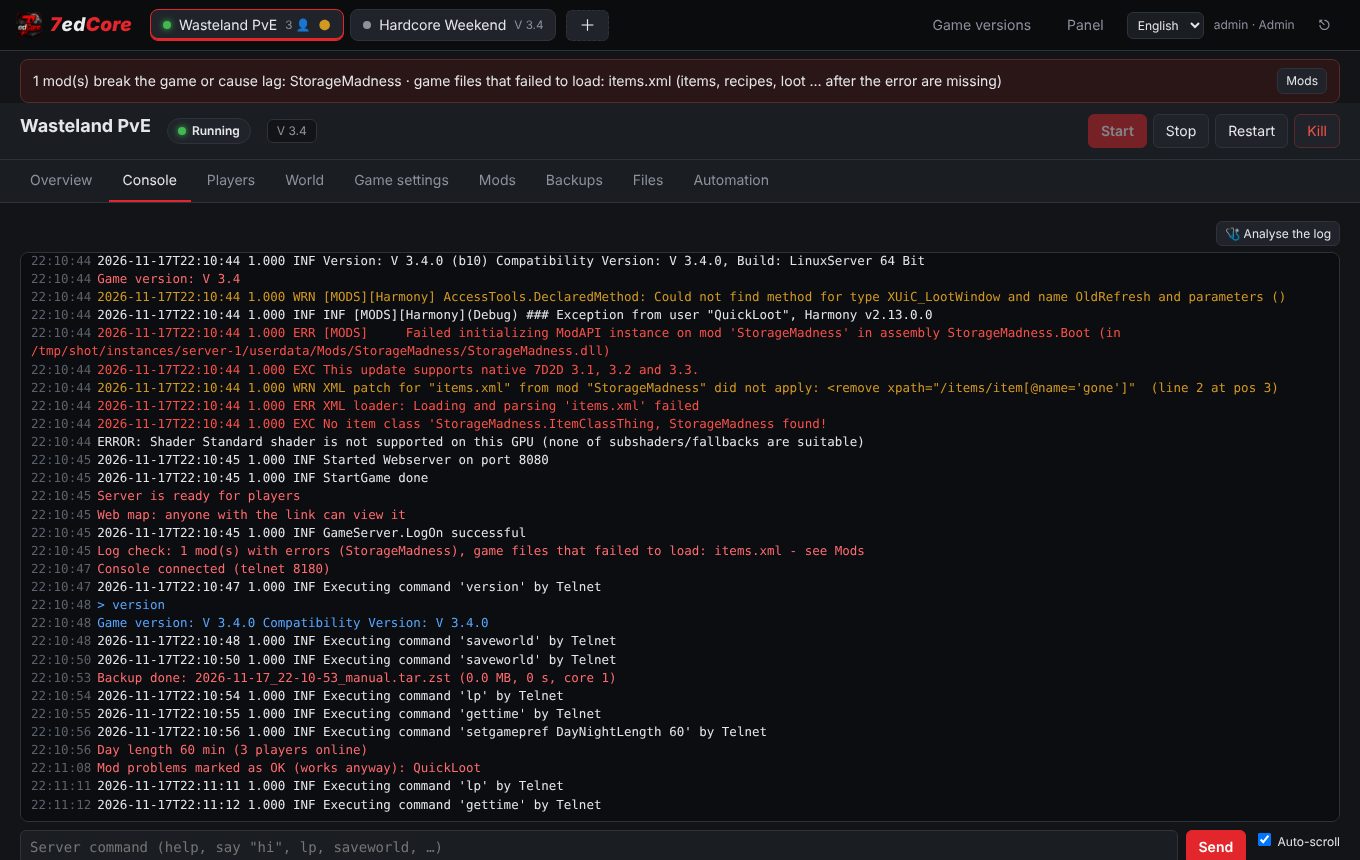 7edCore
Wasteland PvE 3
Hardcore Weekend V 3.4
+
Game versions
Panel
English
admin · Admin
1 mod(s) break the game or cause lag: StorageMadness · game files that failed to load: items.xml (items, recipes, loot ... after the error are missing)
Mods
Wasteland PvE
Running
V 3.4
Start
Stop
Restart
Kill
Overview
Console
Players
World
Game settings
Mods
Backups
Files
Automation
Analyse the log
22:10:44 2026-11-17T22:10:44 1.000 INF Version: V 3.4.0 (b10) Compatibility Version: V 3.4.0, Build: LinuxServer 64 Bit
22:10:44 Game version: V 3.4
22:10:44 2026-11-17T22:10:44 1.000 WRN [MODS][Harmony] AccessTools.DeclaredMethod: Could not find method for type XUiC_LootWindow and name OldRefresh and parameters ()
22:10:44 2026-11-17T22:10:44 1.000 INF INF [MODS][Harmony](Debug) ### Exception from user "QuickLoot", Harmony v2.13.0.0
22:10:44 2026-11-17T22:10:44 1.000 ERR [MODS]     Failed initializing ModAPI instance on mod 'StorageMadness' in assembly StorageMadness.Boot (in
/tmp/shot/instances/server-1/userdata/Mods/StorageMadness/StorageMadness.dll)
22:10:44 2026-11-17T22:10:44 1.000 EXC This update supports native 7D2D 3.1, 3.2 and 3.3.
22:10:44 2026-11-17T22:10:44 1.000 WRN XML patch for "items.xml" from mod "StorageMadness" did not apply: <remove xpath="/items/item[@name='gone']"  (line 2 at pos 3)
22:10:44 2026-11-17T22:10:44 1.000 ERR XML loader: Loading and parsing 'items.xml' failed
22:10:44 2026-11-17T22:10:44 1.000 EXC No item class 'StorageMadness.ItemClassThing, StorageMadness found!
22:10:44 ERROR: Shader Standard shader is not supported on this GPU (none of subshaders/fallbacks are suitable)
22:10:45 2026-11-17T22:10:45 1.000 INF Started Webserver on port 8080
22:10:45 2026-11-17T22:10:45 1.000 INF StartGame done
22:10:45 Server is ready for players
22:10:45 Web map: anyone with the link can view it
22:10:45 2026-11-17T22:10:45 1.000 INF GameServer.LogOn successful
22:10:45 Log check: 1 mod(s) with errors (StorageMadness), game files that failed to load: items.xml - see Mods
22:10:47 Console connected (telnet 8180)
22:10:47 2026-11-17T22:10:47 1.000 INF Executing command 'version' by Telnet
22:10:48 > version
22:10:48 Game version: V 3.4.0 Compatibility Version: V 3.4.0
22:10:48 2026-11-17T22:10:48 1.000 INF Executing command 'saveworld' by Telnet
22:10:50 2026-11-17T22:10:50 1.000 INF Executing command 'saveworld' by Telnet
22:10:53 Backup done: 2026-11-17_22-10-53_manual.tar.zst (0.0 MB, 0 s, core 1)
22:10:54 2026-11-17T22:10:54 1.000 INF Executing command 'lp' by Telnet
22:10:55 2026-11-17T22:10:55 1.000 INF Executing command 'gettime' by Telnet
22:10:56 2026-11-17T22:10:56 1.000 INF Executing command 'setgamepref DayNightLength 60' by Telnet
22:10:56 Day length 60 min (3 players online)
22:11:08 Mod problems marked as OK (works anyway): QuickLoot
22:11:11 2026-11-17T22:11:11 1.000 INF Executing command 'lp' by Telnet
22:11:12 2026-11-17T22:11:12 1.000 INF Executing command 'gettime' by Telnet
Server command (help, say "hi", lp, saveworld, …)
Send
Auto-scroll